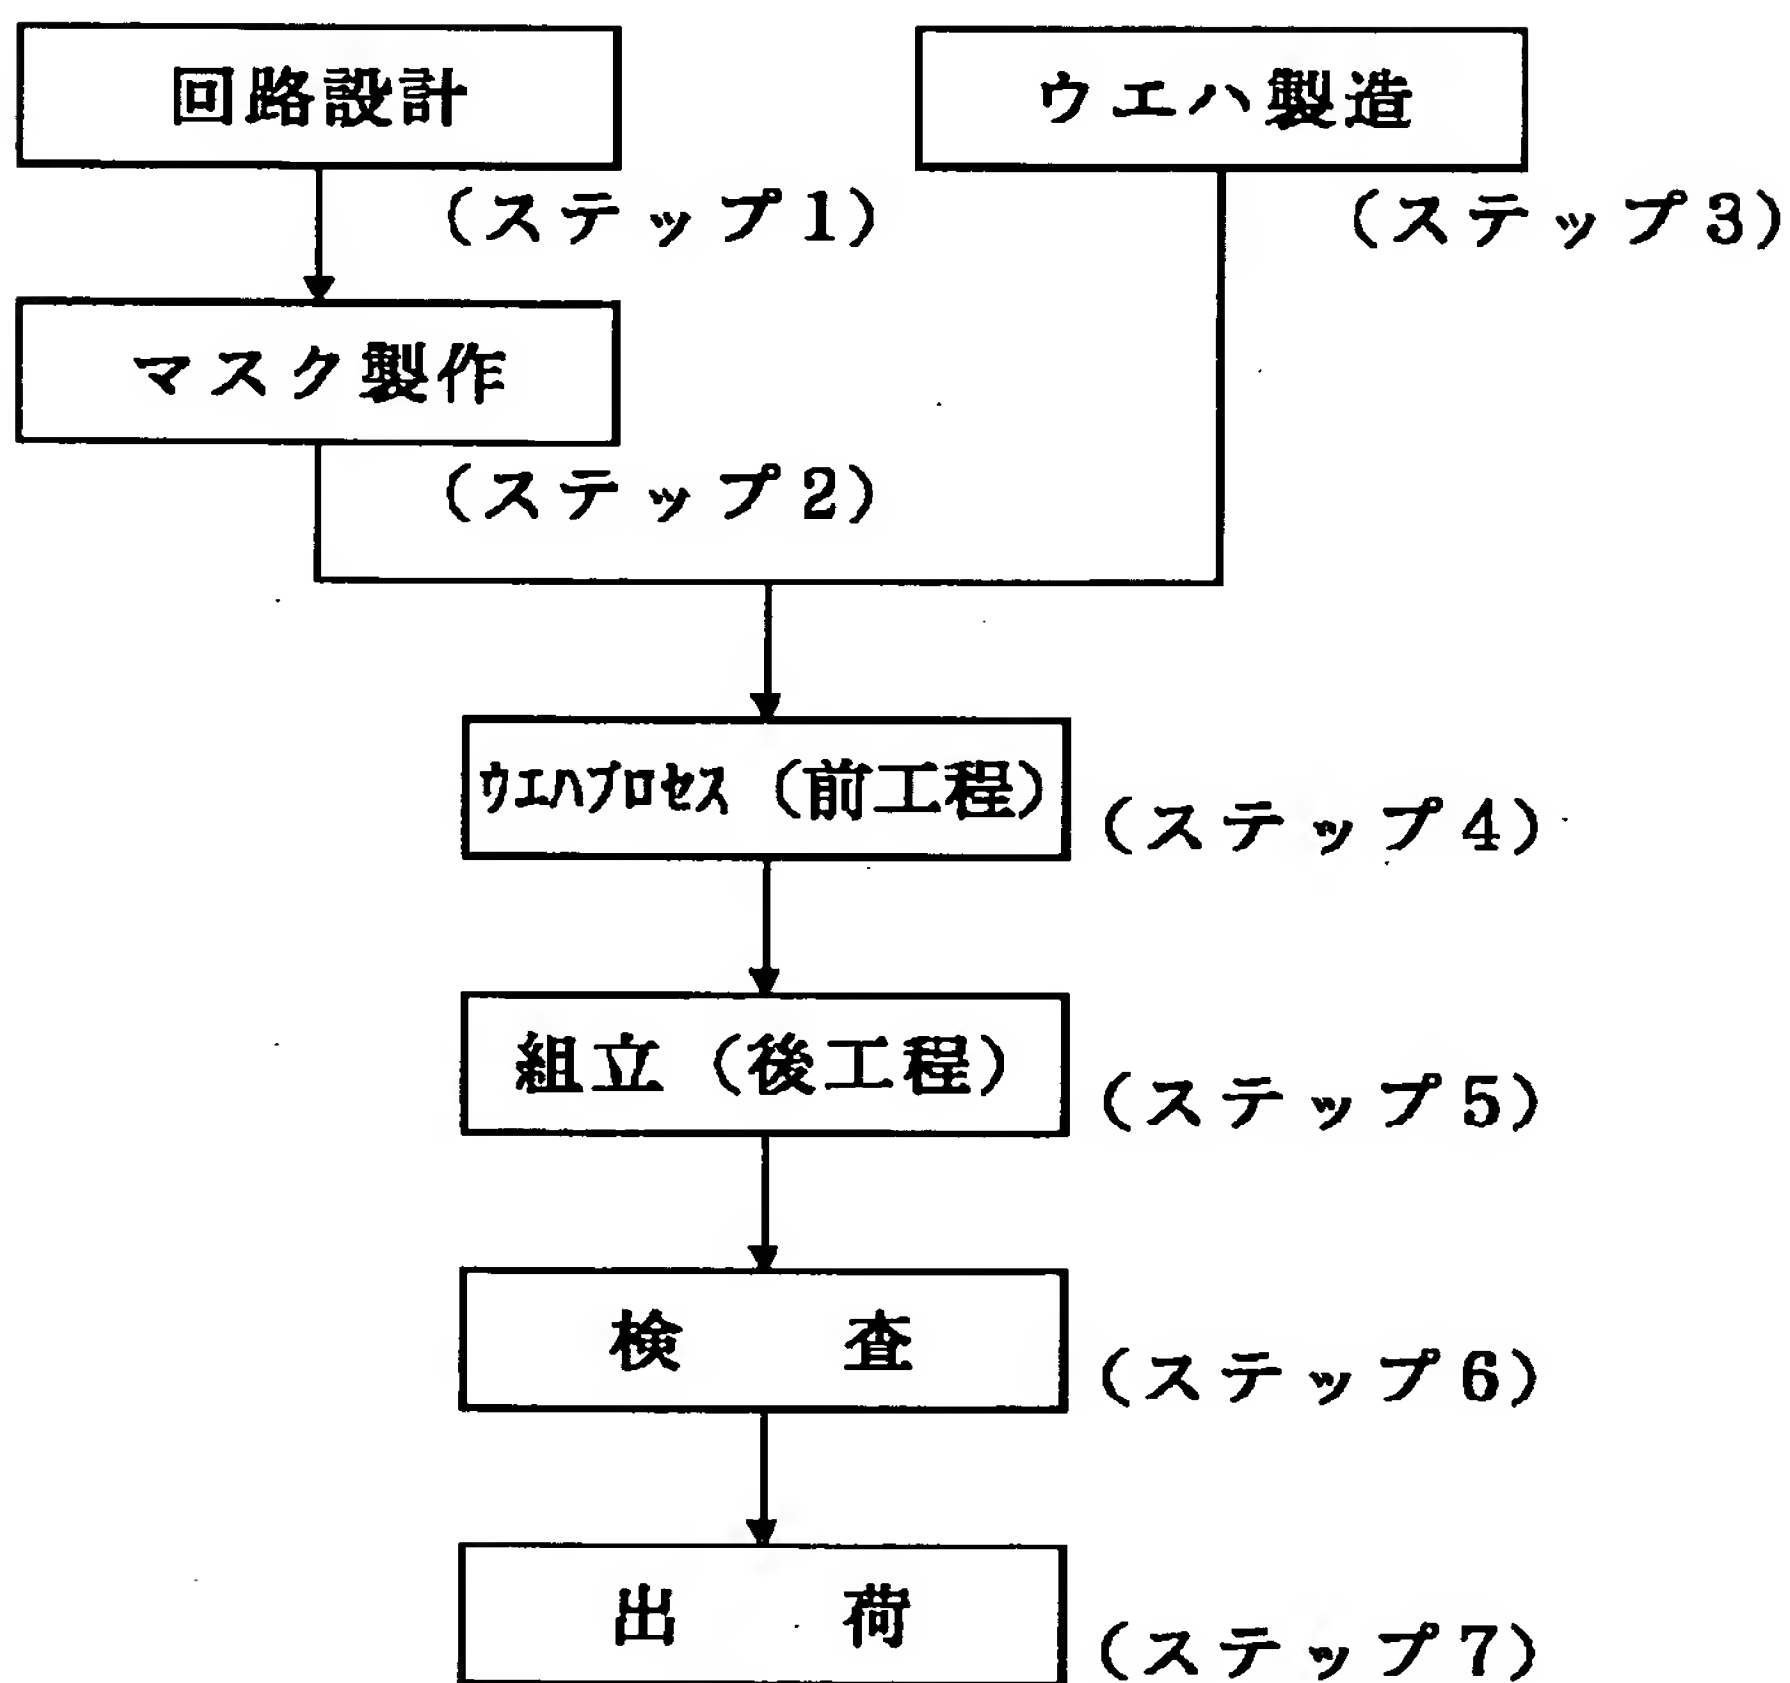 回路設計
ウエハ製造
(ステップ1)
(ステップ3)
マスク製作
(ステップ2)
ウエハプロセス (前工程)
(ステップ4)
組立 (後工程)
(ステップ5)
検 査
(ステップ6)
出 荷
(ステップ7)